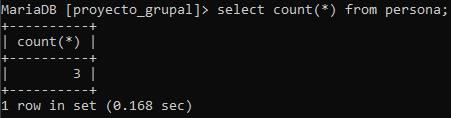 MariaDB [proyecto_grupal]> select count(*) from persona;
+----------+
| count(*) |
+----------+
|        3 |
+----------+
1 row in set (0.168 sec)